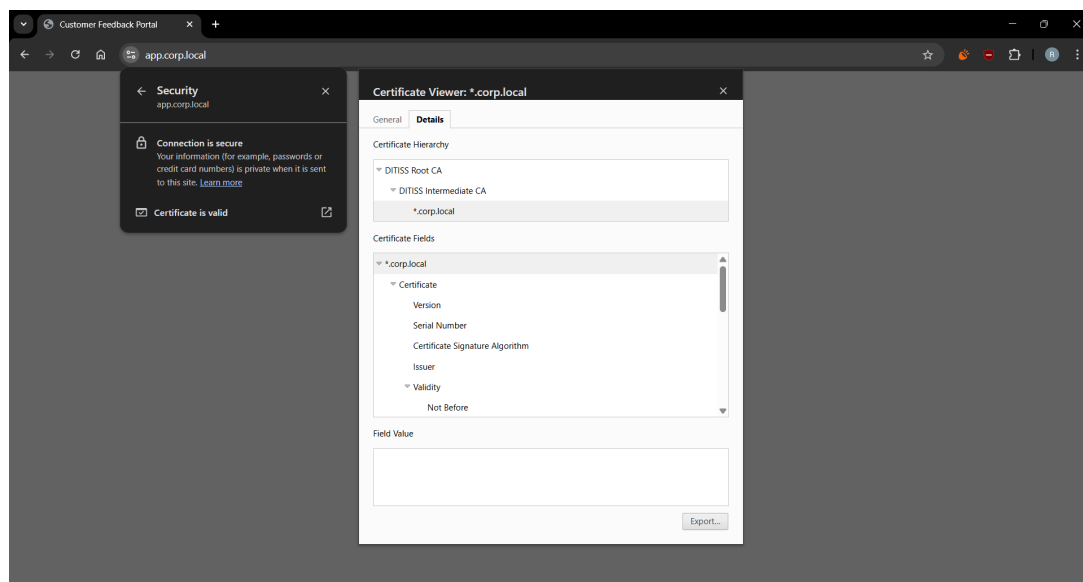 Customer Feedback Portal
app.corp.local
R
Security
app.corp.local
Connection is secure
Your information (for example, passwords or
credit card numbers) is private when it is sent
to this site. Learn more
Certificate is valid
Certificate Viewer: *.corp.local
General Details
Certificate Hierarchy
DITISS Root CA
DITISS Intermediate CA
*.corp.local
Certificate Fields
*.corp.local
Certificate
Version
Serial Number
Certificate Signature Algorithm
Issuer
Validity
Not Before
Field Value
Export...